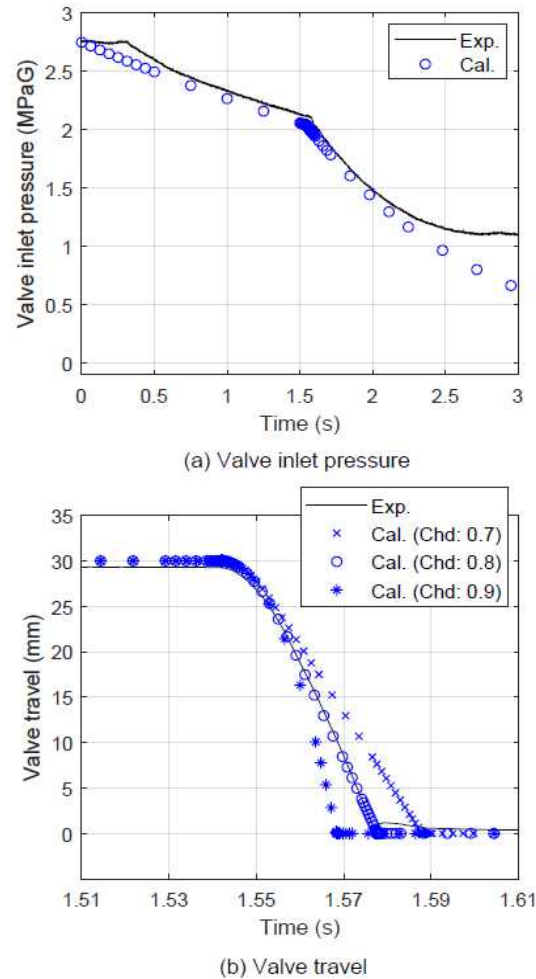 3
2.5
2
1.5
1
0.5
0
Valve inlet pressure (MPaG)
Exp.
Cal.
0 0.5 1 1.5 2 2.5 3
Time (s)
(a) Valve inlet pressure
35
30
25
20
15
10
5
0
Valve travel (mm)
Exp.
Cal. (Chd: 0.7)
Cal. (Chd: 0.8)
Cal. (Chd: 0.9)
1.51 1.53 1.55 1.57 1.59 1.61
Time (s)
(b) Valve travel